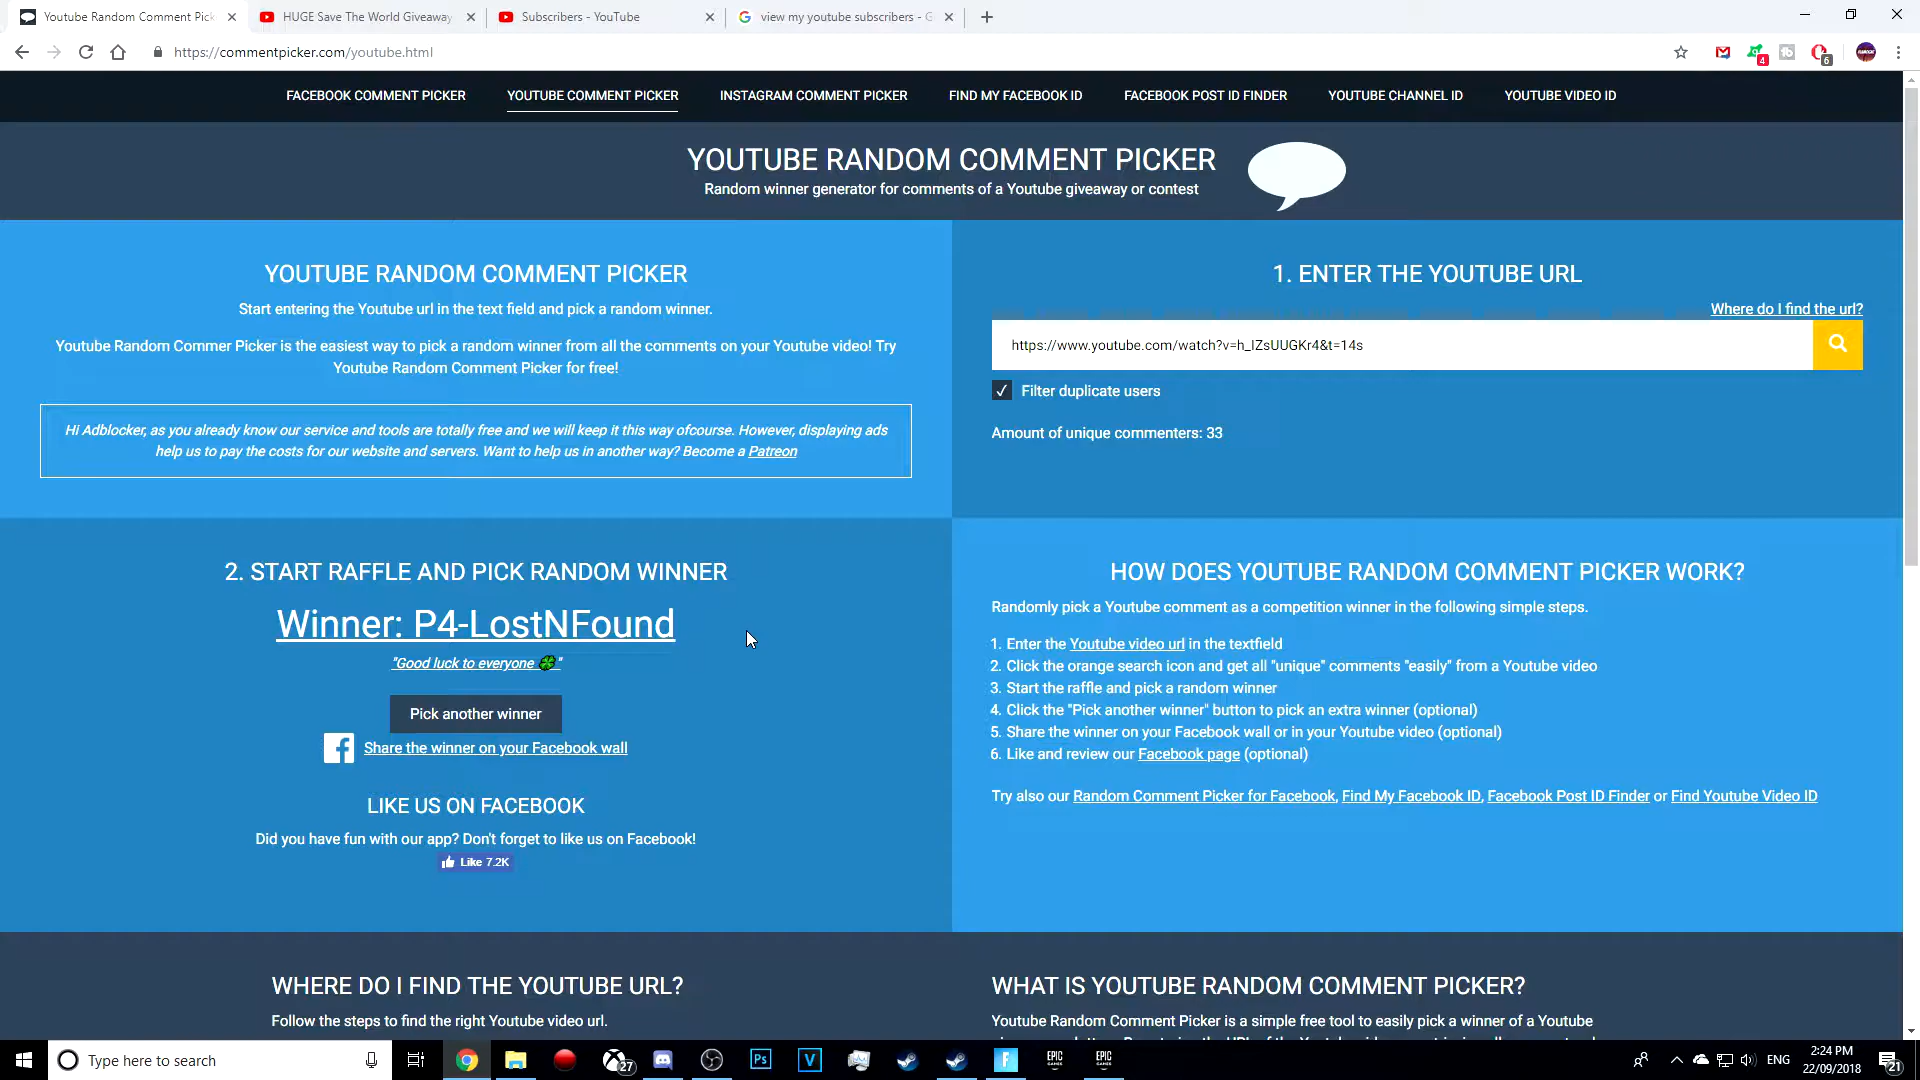 Youtube Random Comment Pick
HUGE Save The World Giveaway
Subscribers - YouTube
view my youtube subscribers - G
https://commentpicker.com/youtube.html
4
6
FACEBOOK COMMENT PICKER
YOUTUBE COMMENT PICKER
INSTAGRAM COMMENT PICKER
FIND MY FACEBOOK ID
FACEBOOK POST ID FINDER
YOUTUBE CHANNEL ID
YOUTUBE VIDEO ID
YOUTUBE RANDOM COMMENT PICKER
Random winner generator for comments of a Youtube giveaway or contest
YOUTUBE RANDOM COMMENT PICKER
Start entering the Youtube url in the text field and pick a random winner.
Youtube Random Commer Picker is the easiest way to pick a random winner from all the comments on your Youtube video! Try
Youtube Random Comment Picker for free!
Hi Adblocker, as you already know our service and tools are totally free and we will keep it this way ofcourse. However, displaying ads
help us to pay the costs for our website and servers. Want to help us in another way? Become a Patreon
1. ENTER THE YOUTUBE URL
Where do I find the url?
https://www.youtube.com/watch?v=h_IZsUUGKr4&t=14s
Filter duplicate users
Amount of unique commenters: 33
2. START RAFFLE AND PICK RANDOM WINNER
Winner: P4-LostNFound
"Good luck to everyone 🍀"
Pick another winner
Share the winner on your Facebook wall
LIKE US ON FACEBOOK
Did you have fun with our app? Don't forget to like us on Facebook!
Like 7.2K
HOW DOES YOUTUBE RANDOM COMMENT PICKER WORK?
Randomly pick a Youtube comment as a competition winner in the following simple steps.
1. Enter the Youtube video url in the textfield
2. Click the orange search icon and get all "unique" comments "easily" from a Youtube video
3. Start the raffle and pick a random winner
4. Click the "Pick another winner" button to pick an extra winner (optional)
5. Share the winner on your Facebook wall or in your Youtube video (optional)
6. Like and review our Facebook page (optional)
Try also our Random Comment Picker for Facebook, Find My Facebook ID, Facebook Post ID Finder or Find Youtube Video ID
WHERE DO I FIND THE YOUTUBE URL?
Follow the steps to find the right Youtube video url.
WHAT IS YOUTUBE RANDOM COMMENT PICKER?
Youtube Random Comment Picker is a simple free tool to easily pick a winner of a Youtube
Type here to search
27
Ps
V
EPIC GAMES
EPIC GAMES
ENG
2:24 PM
22/09/2018
21